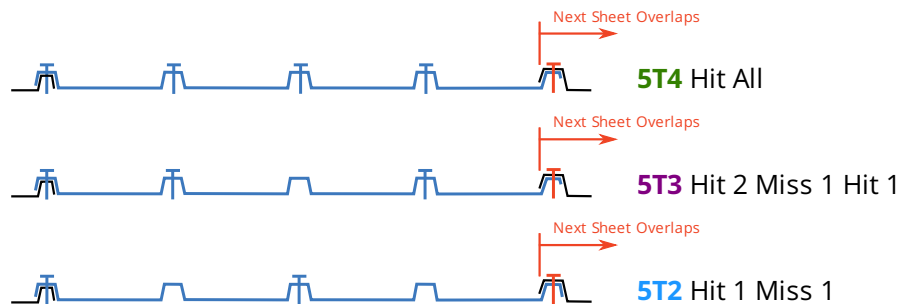 Next Sheet Overlaps
5T4 Hit All
Next Sheet Overlaps
5T3 Hit 2 Miss 1 Hit 1
Next Sheet Overlaps
5T2 Hit 1 Miss 1